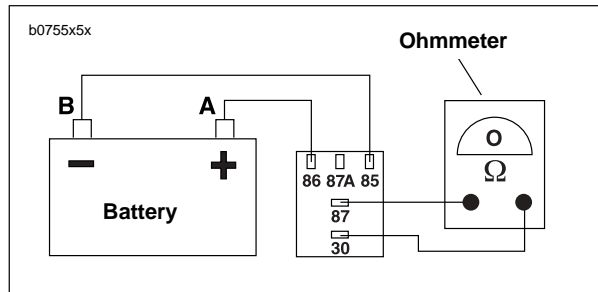 b0755x5x
Ohmmeter
B A
− +
Battery
86 87A 85
87
30
O
Ω